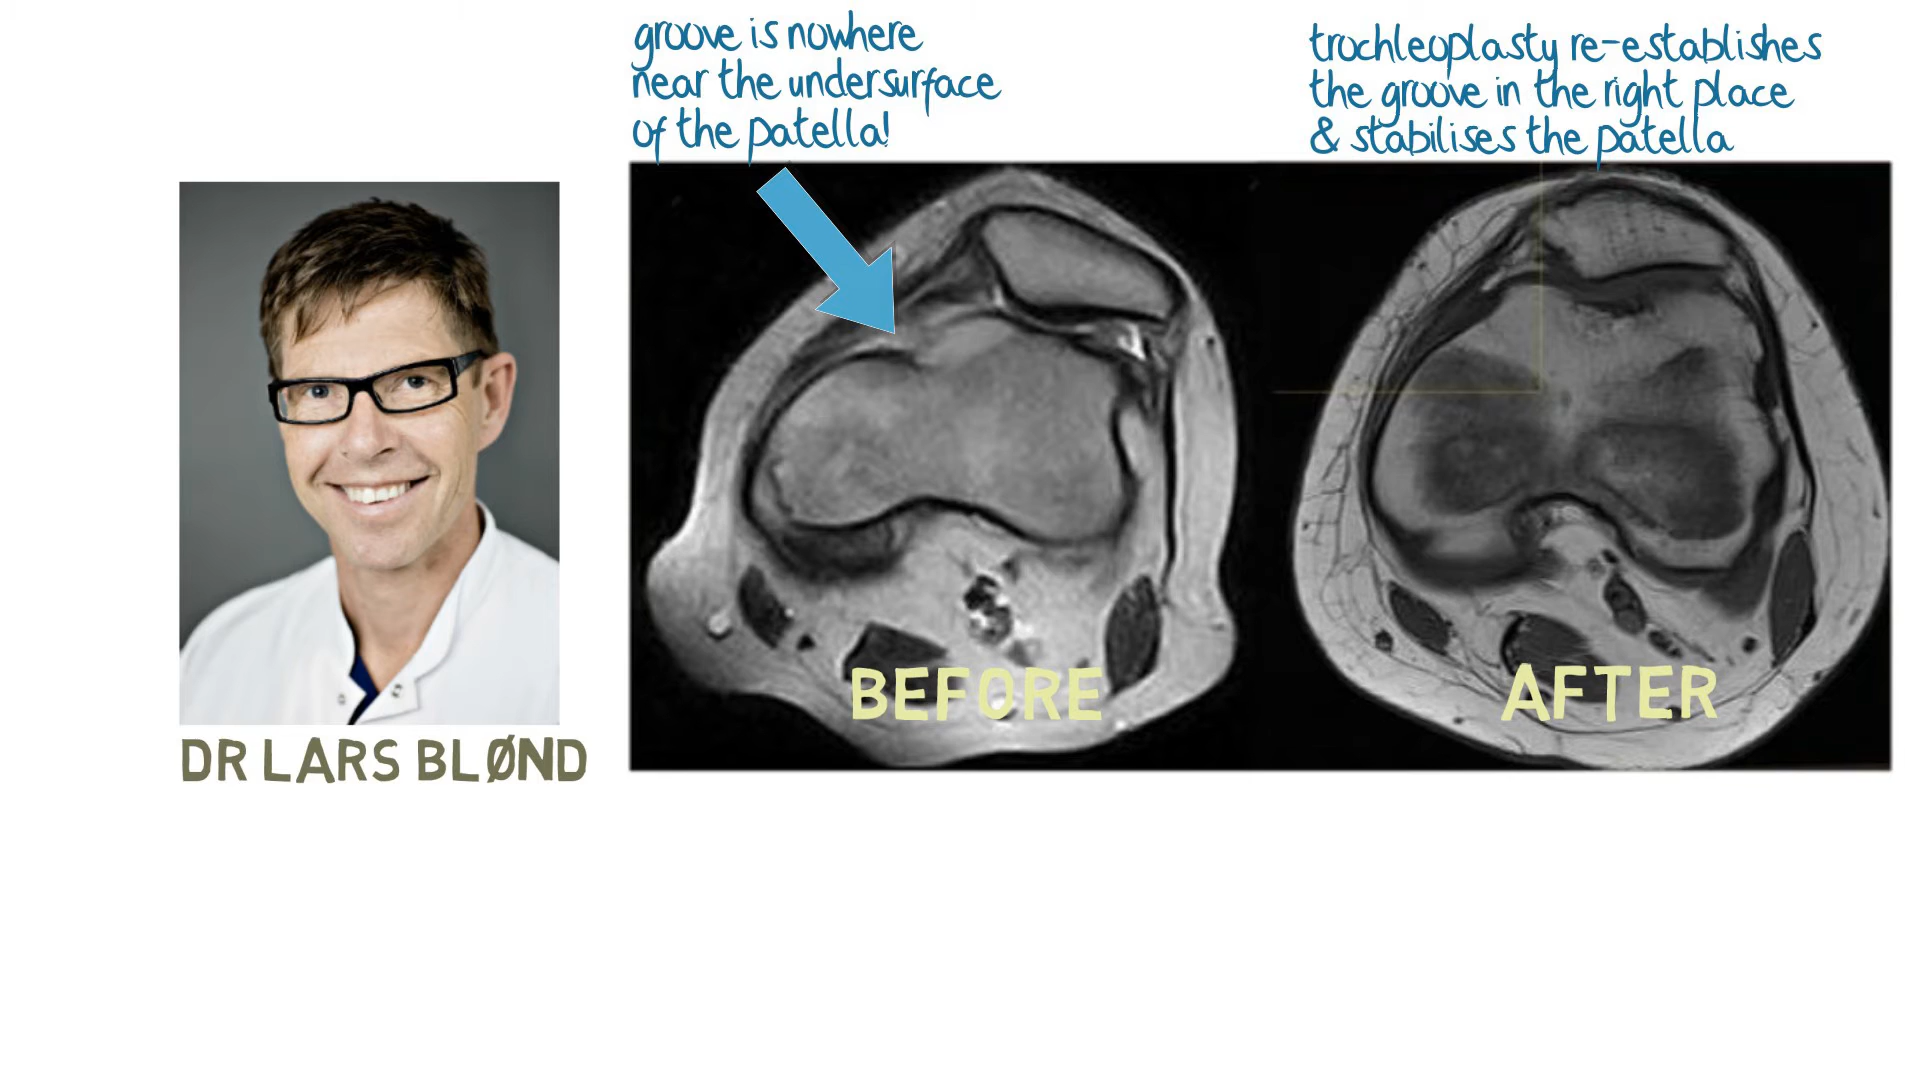 groove is nowhere
near the undersurface
of the patella!
trochleoplasty re-establishes
the groove in the right place
& stabilises the patella
BEFORE
AFTER
DR LARS BLØND